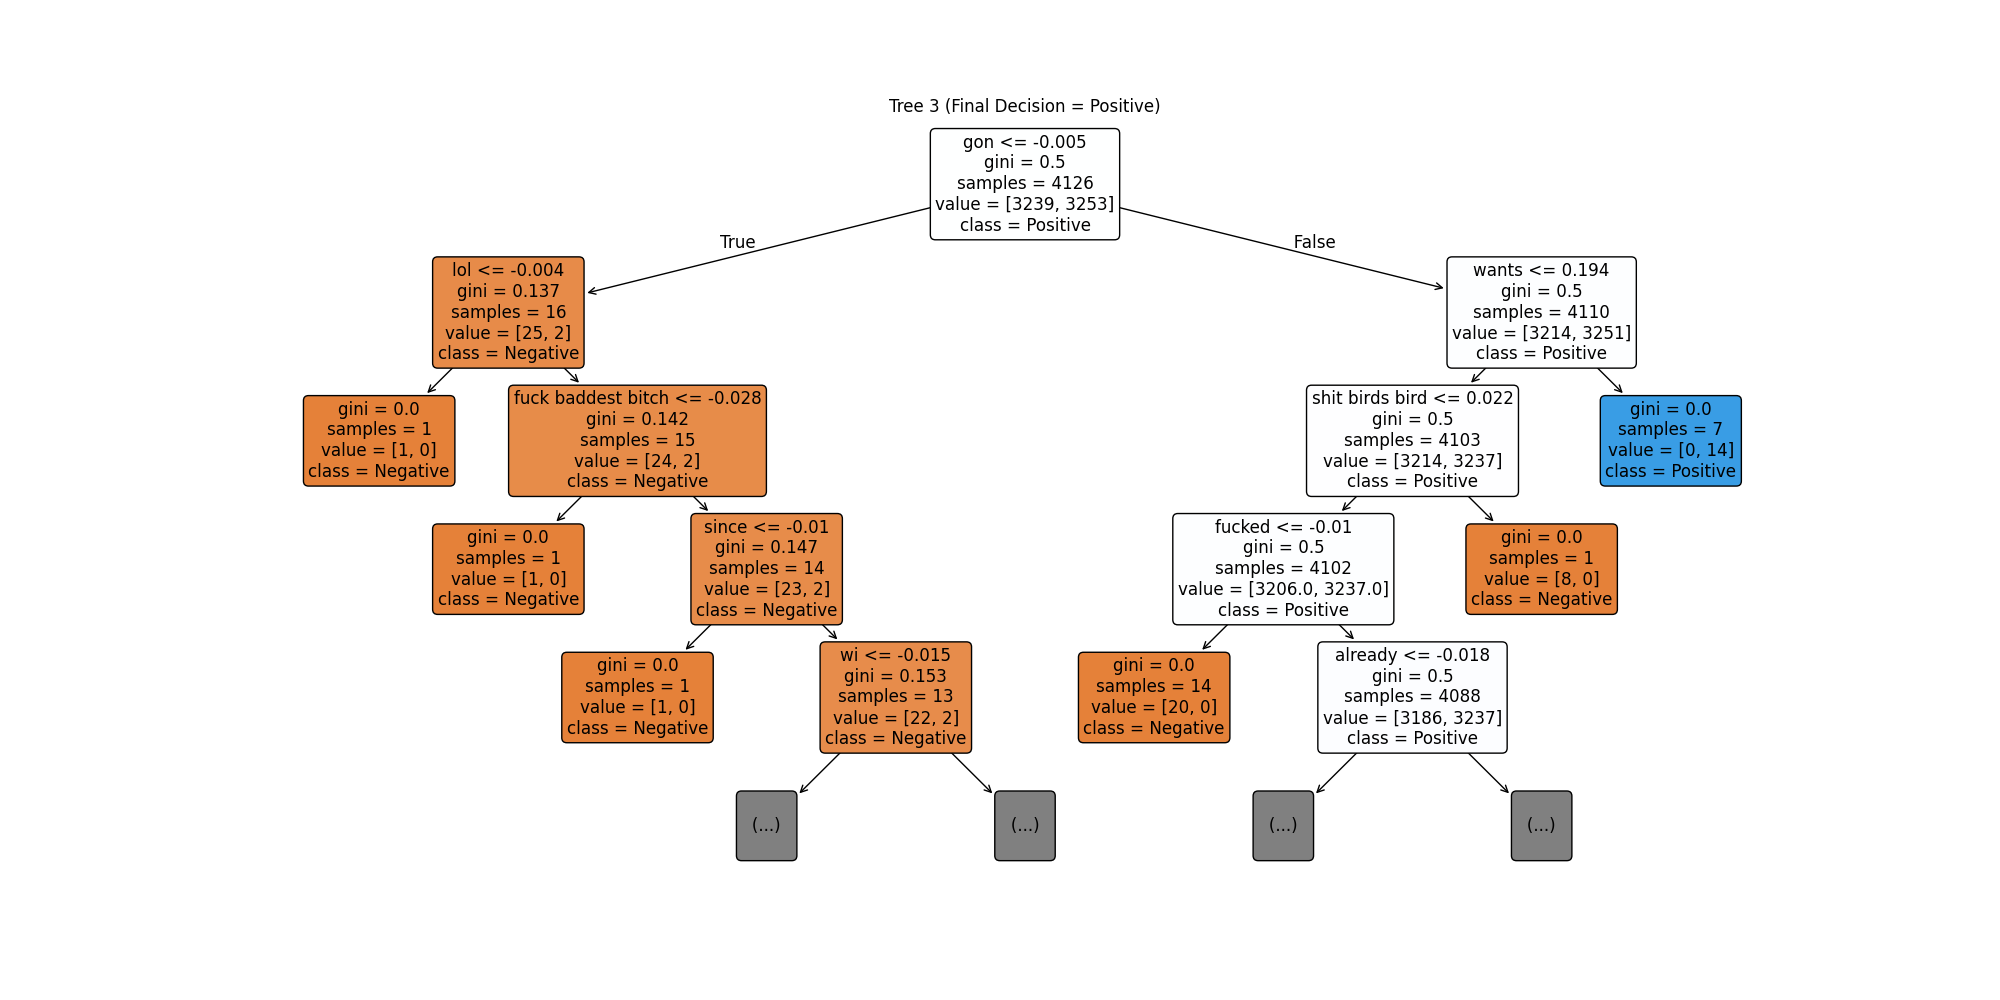 Tree 3 (Final Decision = Positive)
gon <= -0.005
gini = 0.5
samples = 4126
value = [3239, 3253]
class = Positive
True
False
lol <= -0.004
gini = 0.137
samples = 16
value = [25, 2]
class = Negative
wants <= 0.194
gini = 0.5
samples = 4110
value = [3214, 3251]
class = Positive
gini = 0.0
samples = 1
value = [1, 0]
class = Negative
fuck baddest bitch <= -0.028
gini = 0.142
samples = 15
value = [24, 2]
class = Negative
shit birds bird <= 0.022
gini = 0.5
samples = 4103
value = [3214, 3237]
class = Positive
gini = 0.0
samples = 7
value = [0, 14]
class = Positive
gini = 0.0
samples = 1
value = [1, 0]
class = Negative
since <= -0.01
gini = 0.147
samples = 14
value = [23, 2]
class = Negative
fucked <= -0.01
gini = 0.5
samples = 4102
value = [3206.0, 3237.0]
class = Positive
gini = 0.0
samples = 1
value = [8, 0]
class = Negative
gini = 0.0
samples = 1
value = [1, 0]
class = Negative
wi <= -0.015
gini = 0.153
samples = 13
value = [22, 2]
class = Negative
gini = 0.0
samples = 14
value = [20, 0]
class = Negative
already <= -0.018
gini = 0.5
samples = 4088
value = [3186, 3237]
class = Positive
(...)
(...)
(...)
(...)